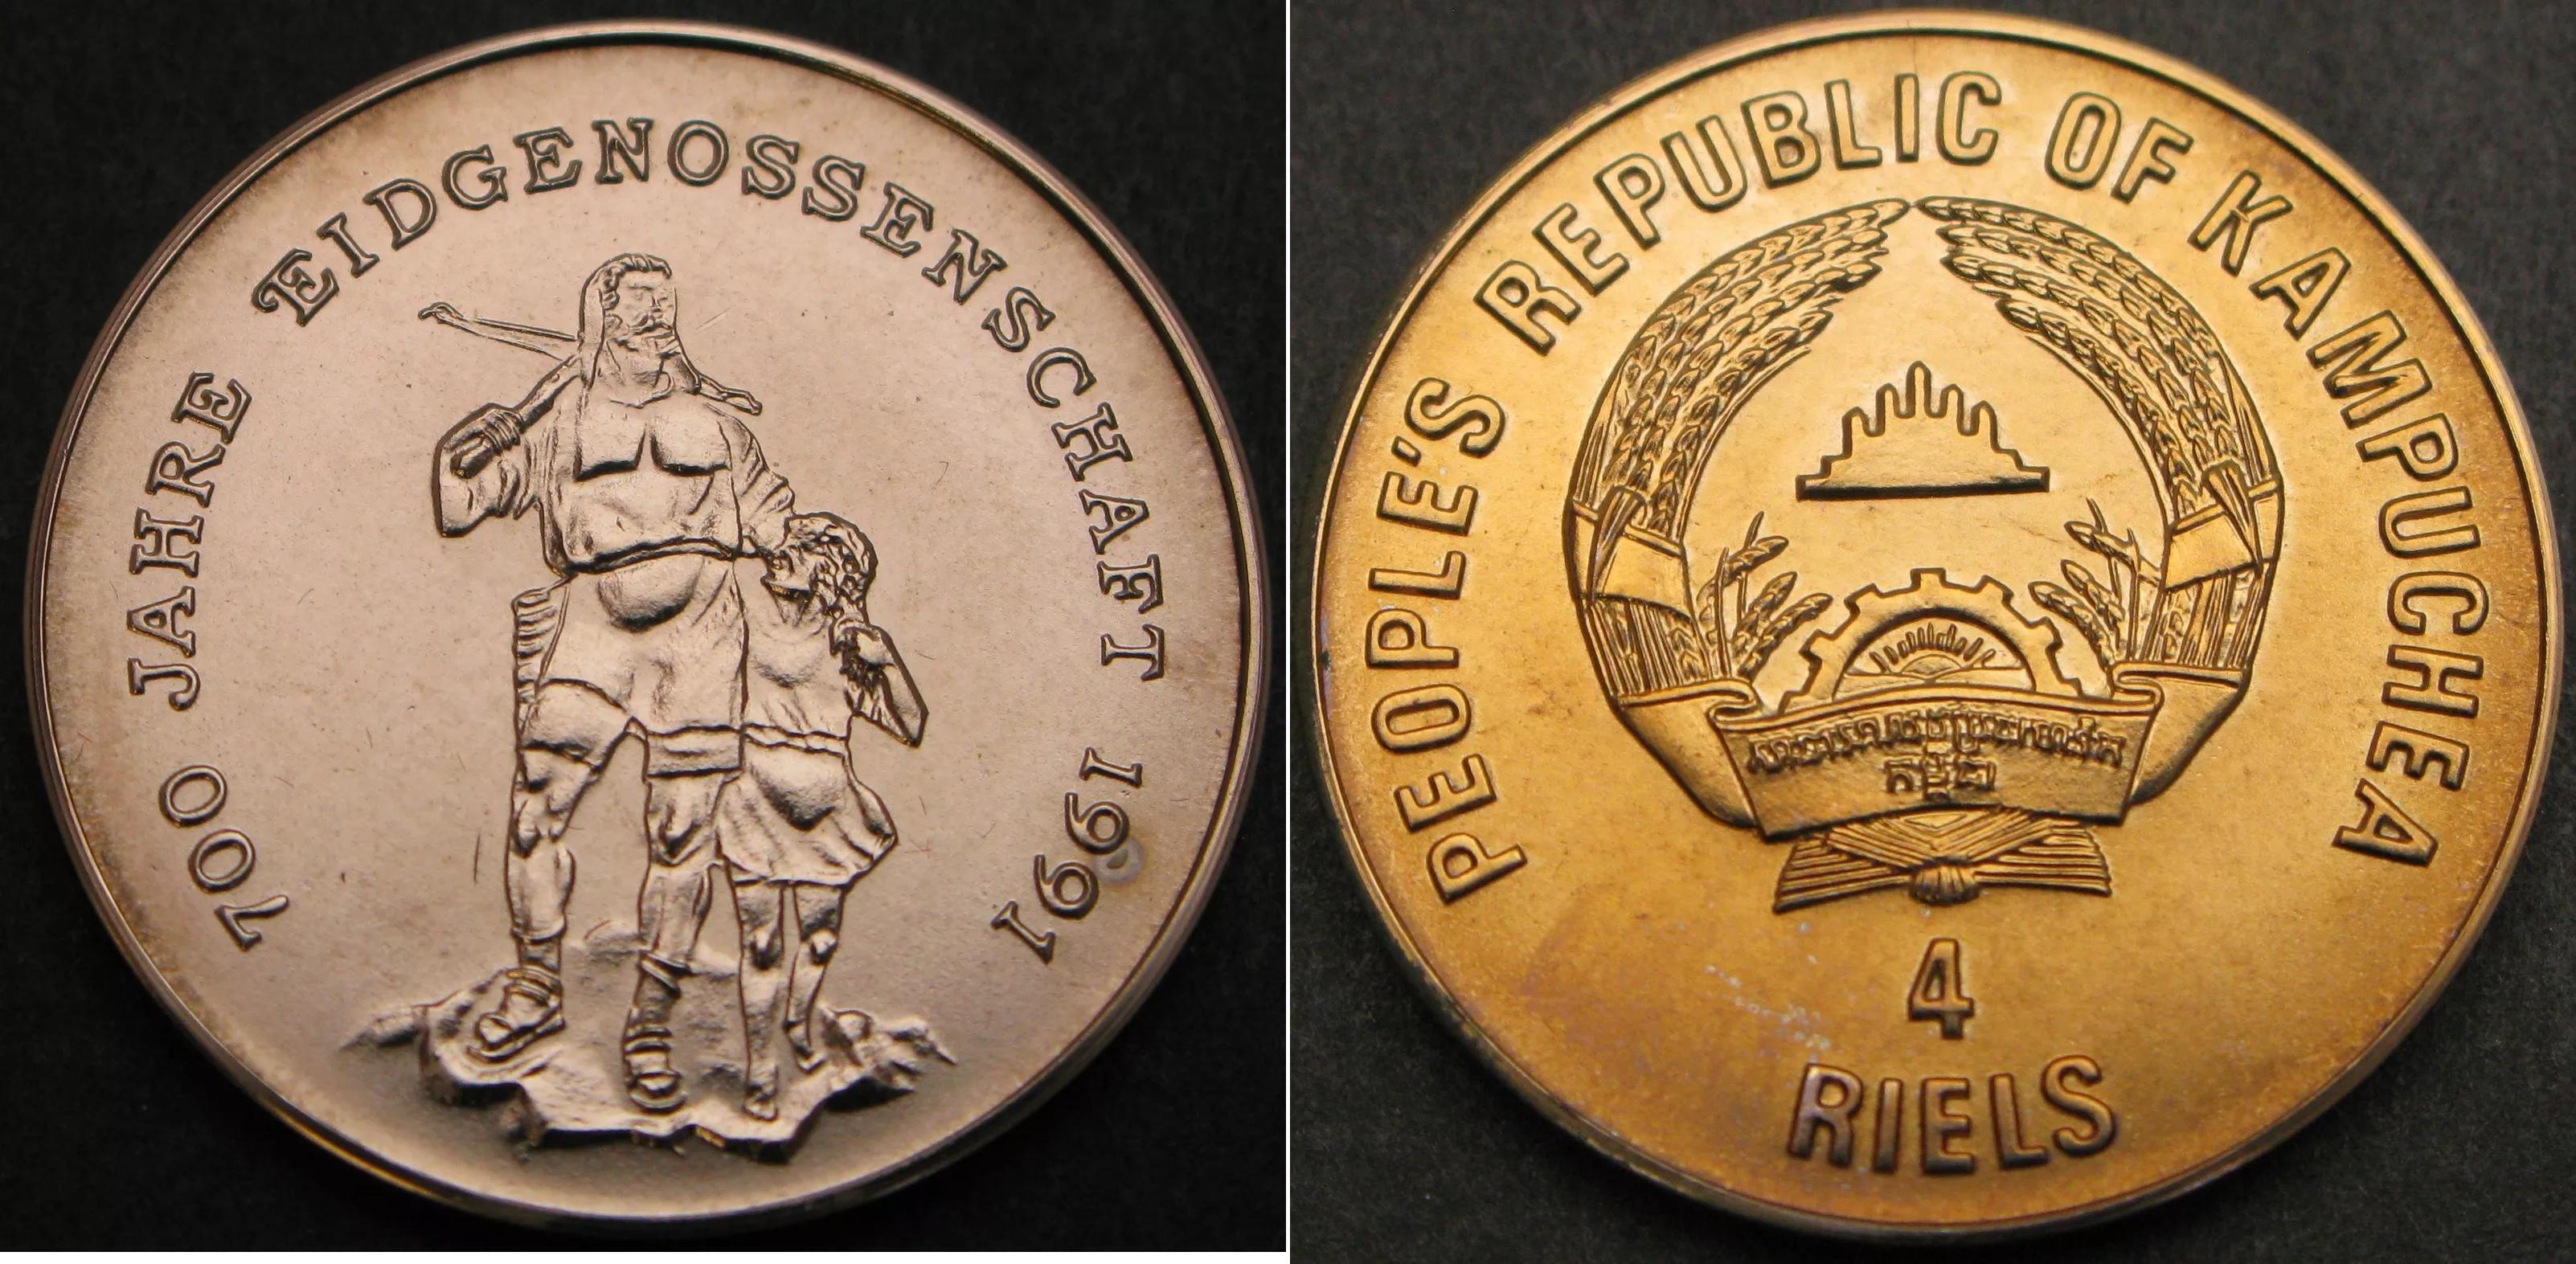 700 JAHRE EIDGENOSSENSCHAFT 1991
PEOPLE'S REPUBLIC OF KAMPUCHEA
4
RIELS